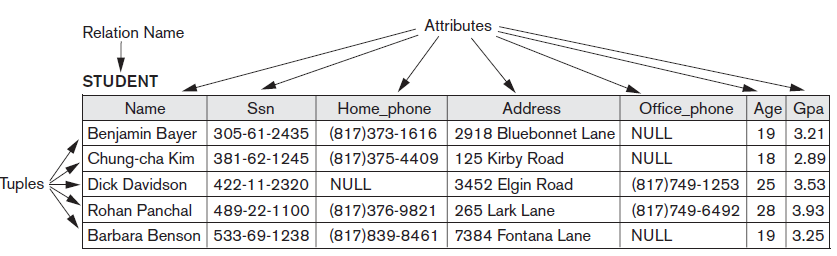 Attributes
Relation Name
STUDENT
Name Ssn Home_phone Address Office_phone Age Gpa
Benjamin Bayer 305-61-2435 (817)373-1616 2918 Bluebonnet Lane NULL 19 3.21
Chung-cha Kim 381-62-1245 (817)375-4409 125 Kirby Road NULL 18 2.89
Tuples Dick Davidson 422-11-2320 NULL 3452 Elgin Road (817)749-1253 25 3.53
Rohan Panchal 489-22-1100 (817)376-9821 265 Lark Lane (817)749-6492 28 3.93
Barbara Benson 533-69-1238 (817)839-8461 7384 Fontana Lane NULL 19 3.25